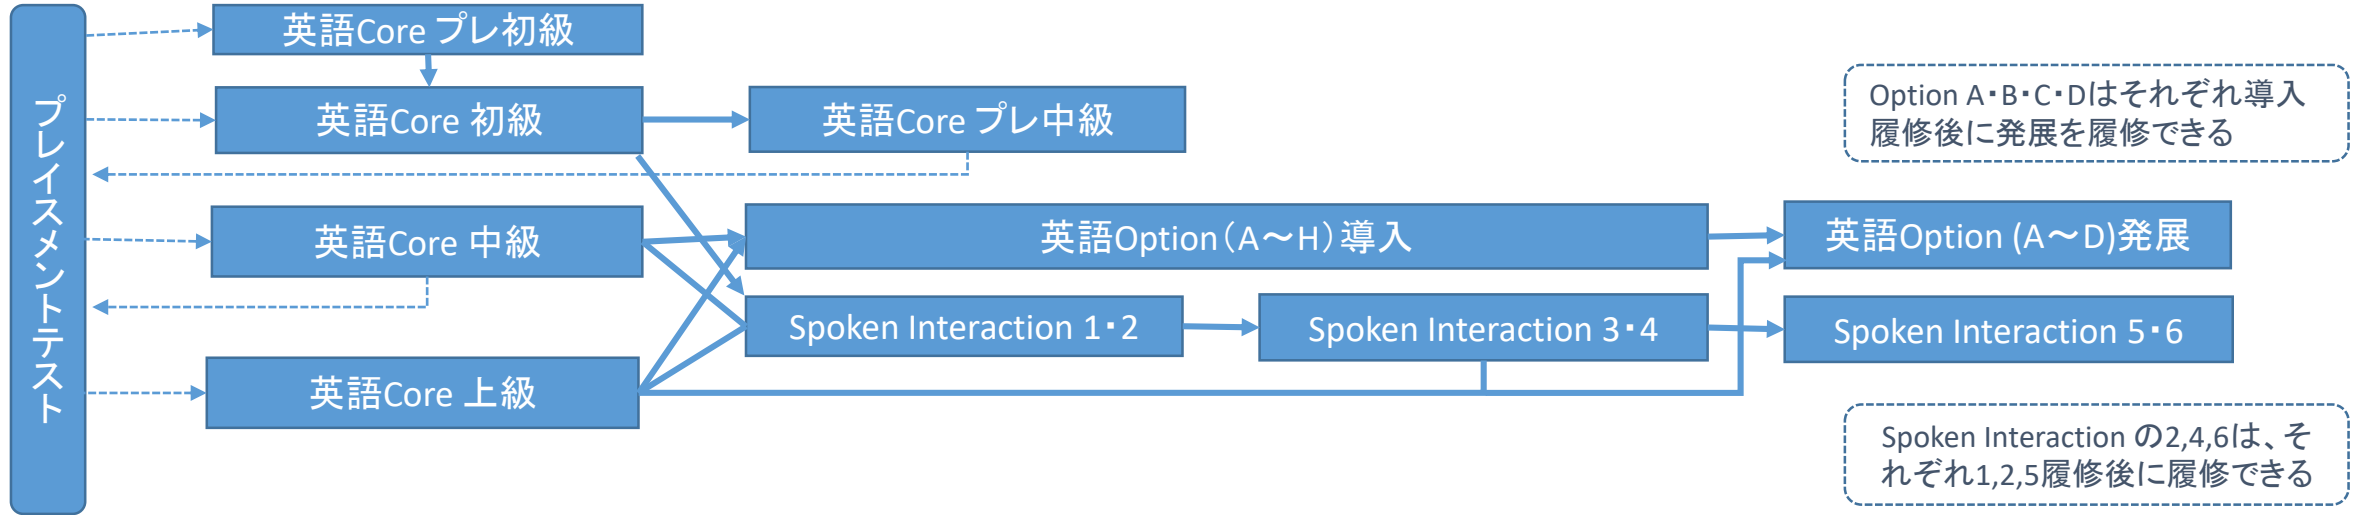 プレイスメントテスト
英語Core プレ初級
英語Core 初級
英語Core プレ中級
Option A･B･C･Dはそれぞれ導入
履修後に発展を履修できる
英語Core 中級
英語Option（A～H）導入
英語Option (A～D)発展
Spoken Interaction 1･2
Spoken Interaction 3･4
Spoken Interaction 5･6
英語Core 上級
Spoken Interaction の2,4,6は、そ
れぞれ1,2,5履修後に履修できる